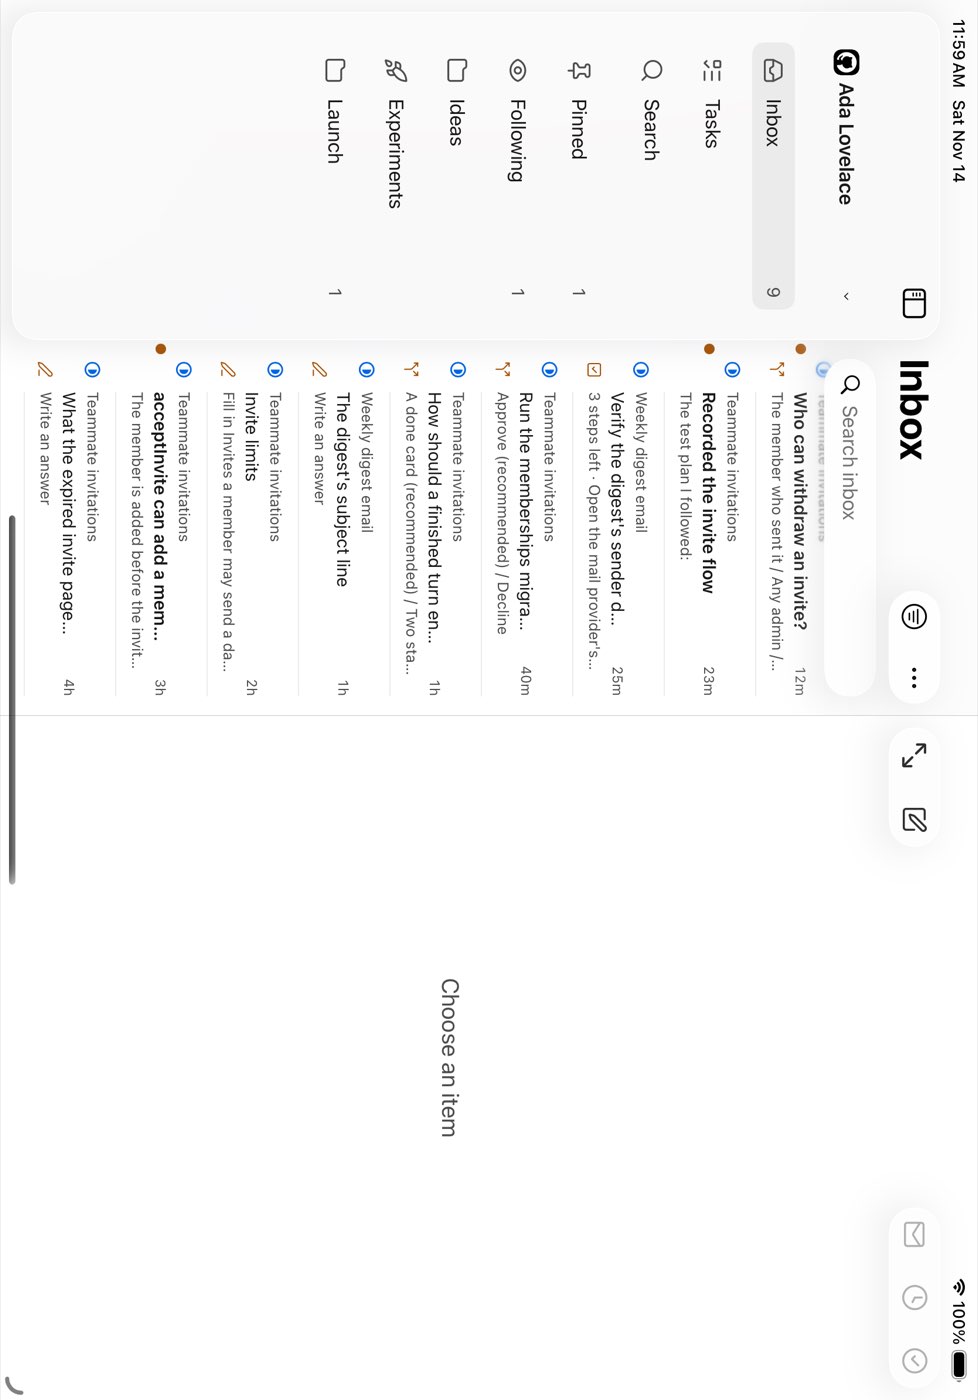 11:59 AM Sat Nov 14
100%
Ada Lovelace
Inbox 9
Tasks
Search
Pinned 1
Following 1
Ideas
Experiments
Launch 1
Inbox
Search inbox
Teammate invitations
Who can withdraw an invite? 12m
The member who sent it / Any admin /...
Teammate invitations
Recorded the invite flow 23m
The test plan I followed:
Weekly digest email
Verify the digest's sender d... 25m
3 steps left · Open the mail provider's...
Teammate invitations
Run the memberships migra... 40m
Approve (recommended) / Decline
Teammate invitations
How should a finished turn en... 1h
A done card (recommended) / Two sta...
Weekly digest email
The digest's subject line 1h
Write an answer
Teammate invitations
Invite limits 2h
Fill in Invites a member may send a da...
Teammate invitations
acceptInvite can add a mem... 3h
The member is added before the invit...
Teammate invitations
What the expired invite page... 4h
Write an answer
Choose an item